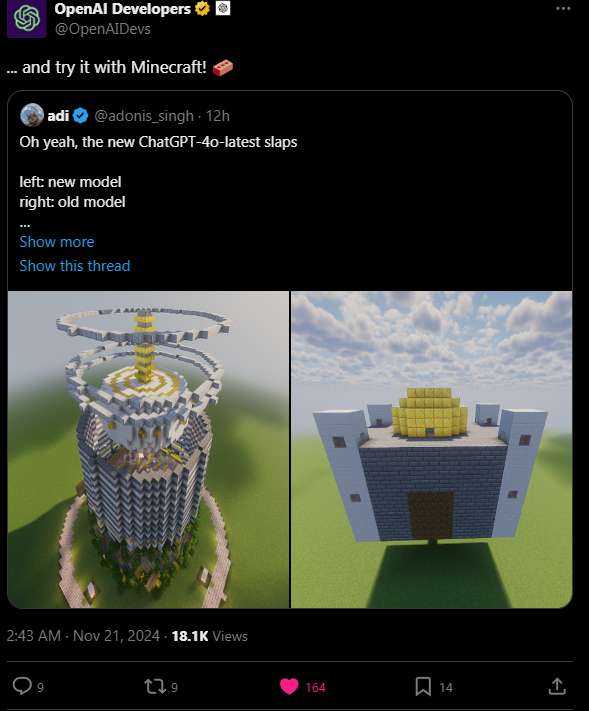 OpenAI Developers
@OpenAIDevs
... and try it with Minecraft! 🧱
adi @adonis_singh · 12h
Oh yeah, the new ChatGPT-4o-latest slaps
left: new model
right: old model
...
Show more
Show this thread
2:43 AM · Nov 21, 2024 · 18.1K Views
9
9
164
14